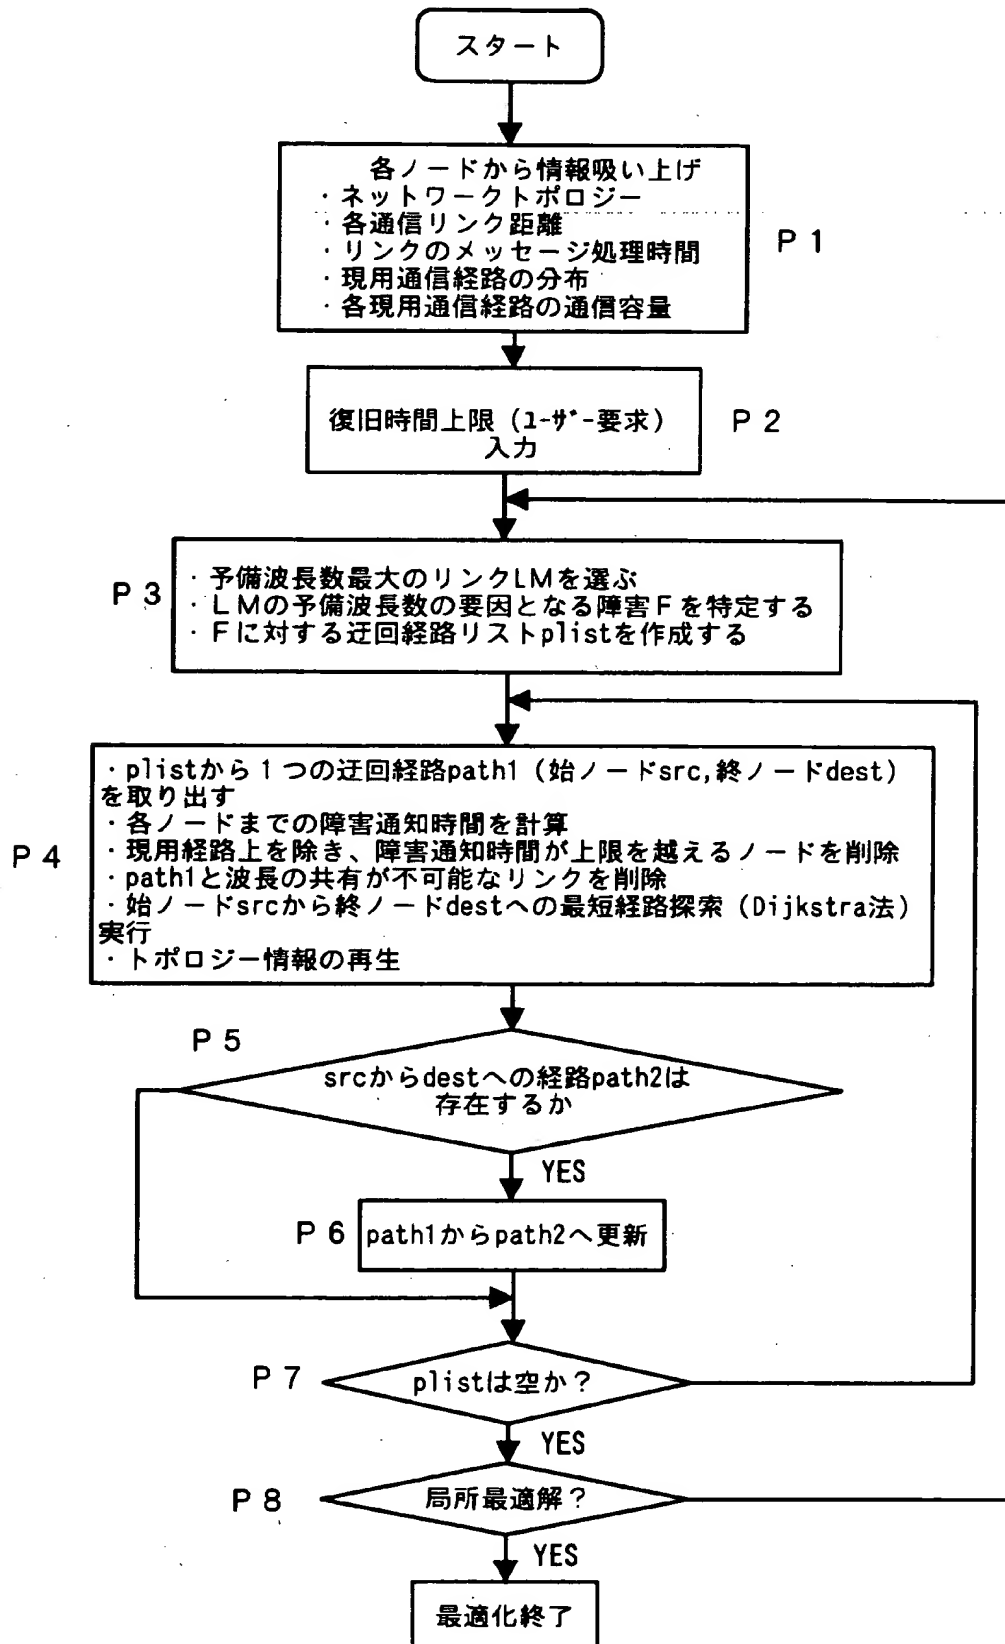 スタート
各ノードから情報吸い上げ
・ネットワークトポロジー
・各通信リンク距離
・リンクのメッセージ処理時間
・現用通信経路の分布
・各現用通信経路の通信容量
P 1
復旧時間上限（ﾕｰｻﾞｰ要求）
入力
P 2
P 3
・予備波長数最大のリンクLMを選ぶ
・ＬＭの予備波長数の要因となる障害Ｆを特定する
・Ｆに対する迂回経路リストplistを作成する
P 4
・plistから１つの迂回経路path1（始ノードsrc,終ノードdest）
を取り出す
・各ノードまでの障害通知時間を計算
・現用経路上を除き、障害通知時間が上限を越えるノードを削除
・path1と波長の共有が不可能なリンクを削除
・始ノードsrcから終ノードdestへの最短経路探索（Dijkstra法）
実行
・トポロジー情報の再生
P 5
srcからdestへの経路path2は
存在するか
YES
P 6
path1からpath2へ更新
P 7
plistは空か？
YES
P 8
局所最適解？
YES
最適化終了